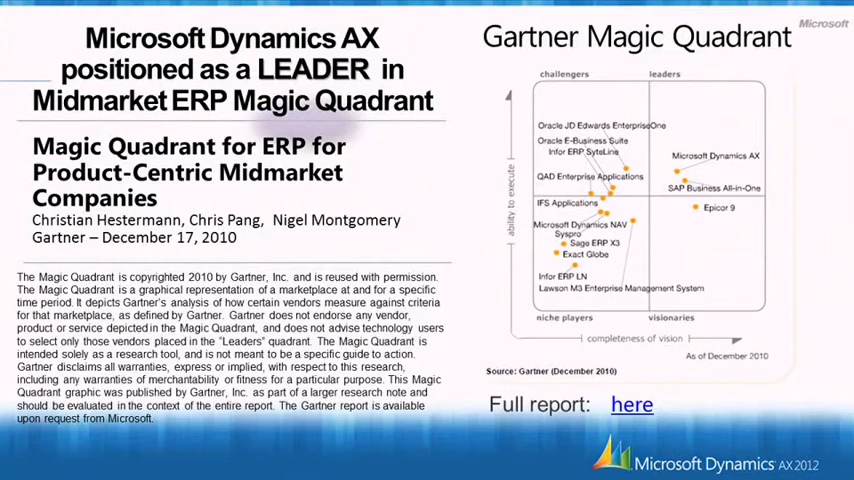 Microsoft
Microsoft Dynamics AX
positioned as a LEADER in
Midmarket ERP Magic Quadrant
Magic Quadrant for ERP for
Product-Centric Midmarket
Companies
Christian Hestermann, Chris Pang, Nigel Montgomery
Gartner – December 17, 2010
The Magic Quadrant is copyrighted 2010 by Gartner, Inc. and is reused with permission.
The Magic Quadrant is a graphical representation of a marketplace at and for a specific
time period. It depicts Gartner's analysis of how certain vendors measure against criteria
for that marketplace, as defined by Gartner. Gartner does not endorse any vendor,
product or service depicted in the Magic Quadrant, and does not advise technology users
to select only those vendors placed in the "Leaders" quadrant. The Magic Quadrant is
intended solely as a research tool, and is not meant to be a specific guide to action.
Gartner disclaims all warranties, express or implied, with respect to this research,
including any warranties of merchantability or fitness for a particular purpose. This Magic
Quadrant graphic was published by Gartner, Inc. as part of a larger research note and
should be evaluated in the context of the entire report. The Gartner report is available
upon request from Microsoft.
Gartner Magic Quadrant
challengers
leaders
Oracle JD Edwards EnterpriseOne
Oracle E-Business Suite
Infor ERP SyteLine
Microsoft Dynamics AX
QAD Enterprise Applications
SAP Business All-in-One
IFS Applications
Epicor 9
Microsoft Dynamics NAV
Syspro
Sage ERP X3
Exact Globe
Infor ERP LN
Lawson M3 Enterprise Management System
ability to execute
niche players
visionaries
completeness of vision
As of December 2010
Source: Gartner (December 2010)
Full report: here
Microsoft Dynamics AX 2012